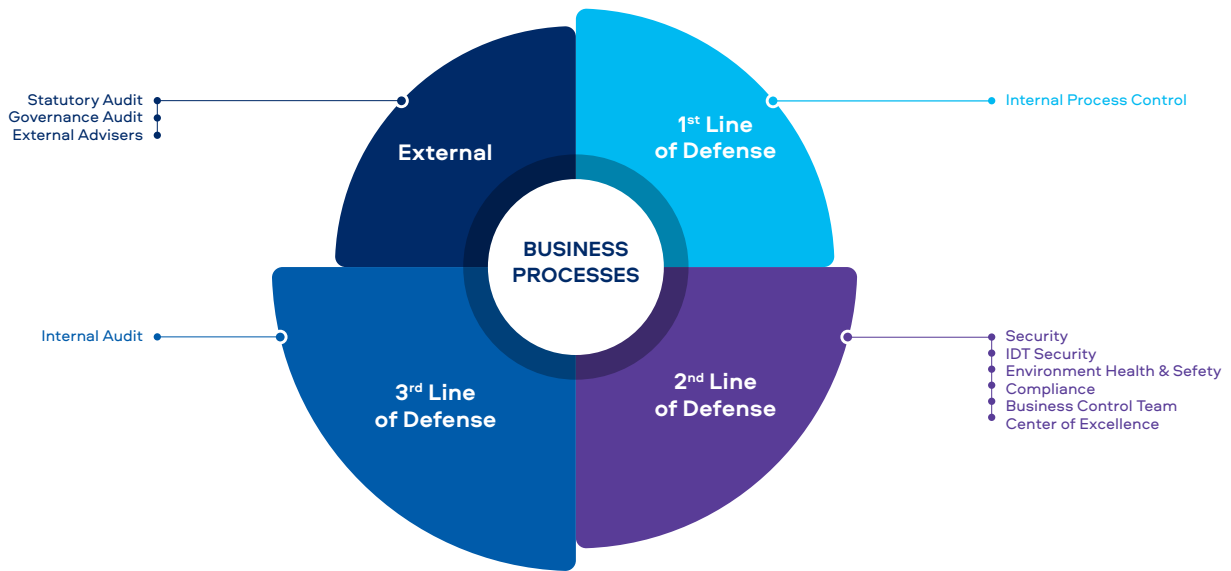 Statutory Audit
Governance Audit
External Advisers
External
1st Line
of Defense
Internal Process Control
BUSINESS
PROCESSES
Internal Audit
3rd Line
of Defense
2nd Line
of Defense
Security
IDT Security
Environment Health & Sefety
Compliance
Business Control Team
Center of Excellence